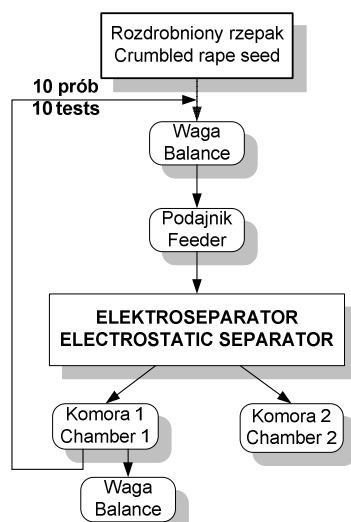 Rozdrobniony rzepak
Crumbled rape seed
10 prób
10 tests
Waga
Balance
Podajnik
Feeder
ELEKTROSEPARATOR
ELECTROSTATIC SEPARATOR
Komora 1
Chamber 1
Komora 2
Chamber 2
Waga
Balance